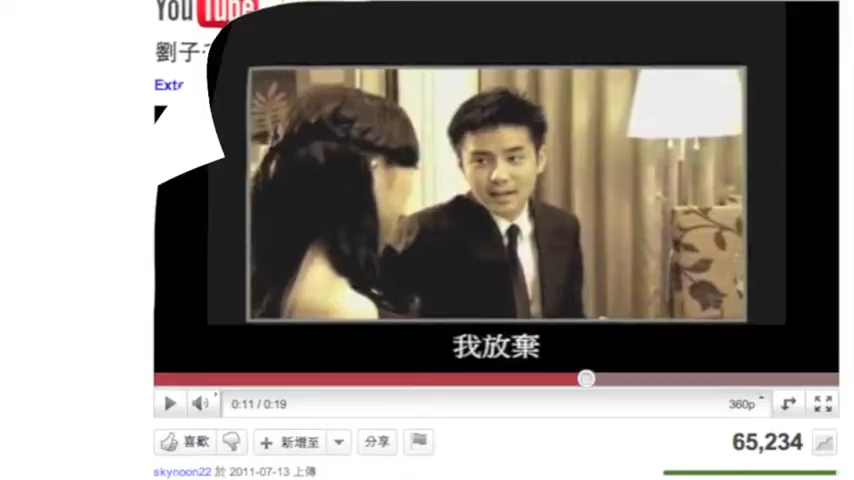 YouTube
劉子
Ext
我放棄
0:11 / 0:19
360p
喜歡
新增至
分享
65,234
skynoon22 於 2011-07-13 上傳